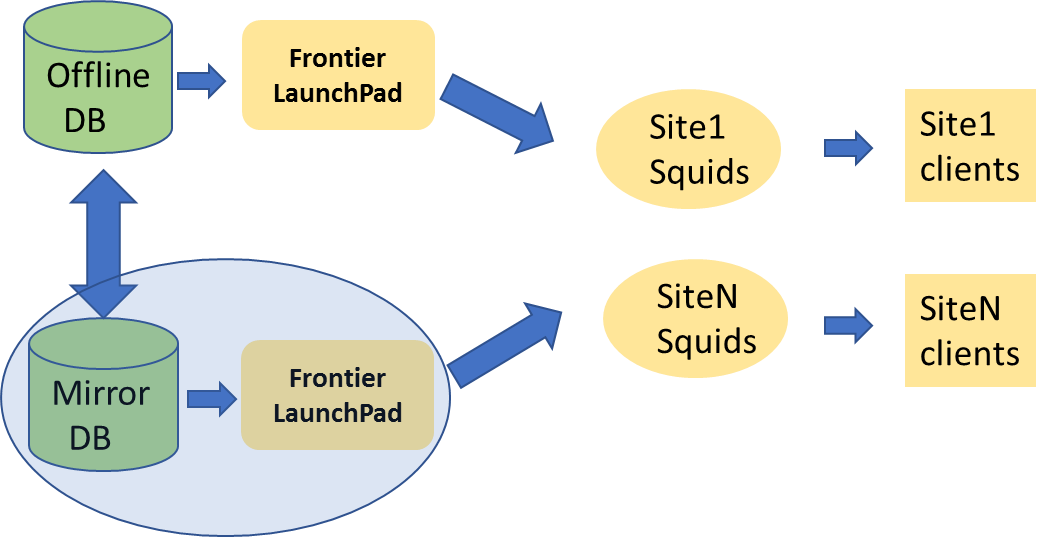 Offline
DB
Frontier
LaunchPad
Site1
Squids
Site1
clients
Mirror
DB
Frontier
LaunchPad
SiteN
Squids
SiteN
clients